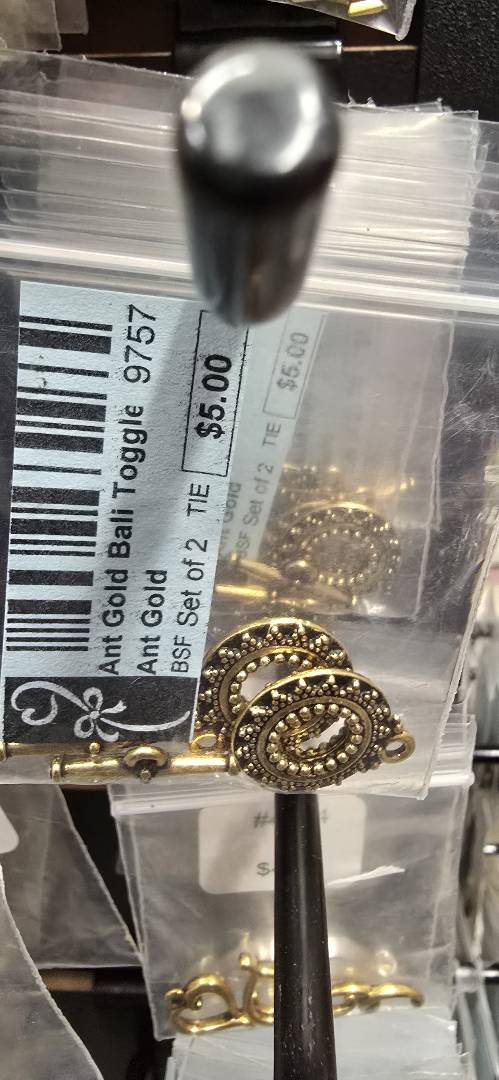 Ant Gold Bali Toggle 9757
Ant Gold
BSF Set of 2 TIE
$5.00
Gold
BSF Set of 2 TIE
$5.00